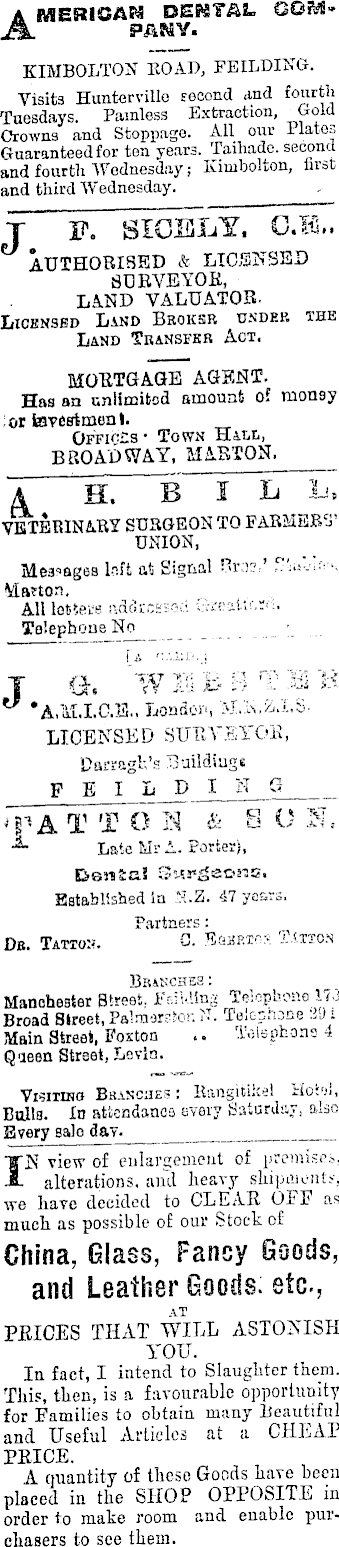 AMERICAN DENTAL COM-
PANY.
KIMBOLTON ROAD, FEILDING.
Visits Hunterville second and fourth
Tuesdays. Painless Extraction, Gold
Crowns and Stoppage. All our Plates
Guaranteed for ten years. Taihade. second
and fourth Wednesday; Kimbolton, first
and third Wednesday.
J. F. SICELY, C.E.,
AUTHORISED & LICENSED
SURVEYOR,
LAND VALUATOR.
LICENSED LAND BROKER UNDER THE
LAND TRANSFER ACT.
MORTGAGE AGENT.
Has an unlimited amount of money
or investment.
OFFICES· TOWN HALL,
BROADWAY, MARTON.
A. H. BILL,
VETERINARY SURGEON TO FARMERS'
UNION,
Messages left at Signal Bros.' Stables,
Marton.
All letters addressed Greatford.
Telephone No
[A CARD.]
J. G. WEBSTER
A.M.I.C.E., London, M.N.Z.I.S.
LICENSED SURVEYOR,
Darragh's Buildings
FEILDING
TATTON & SON,
Late Mr A. Porter),
Dental Surgeons.
Established in N.Z. 47 years.
Partners:
DR. TATTON. C. EGERTON TATTON
BRANCHES:
Manchester Street, Feilding Telephone 173
Broad Street, Palmerston N. Telephone 291
Main Street, Foxton .. Telephone 4
Queen Street, Levin.
VISITING BRANCHES: Rangitikei Hotel,
Bulls. In attendance every Saturday, also
Every sale day.
IN view of enlargement of premises,
alterations, and heavy shipments,
we have decided to CLEAR OFF as
much as possible of our Stock of
China, Glass, Fancy Goods,
and Leather Goods. etc.,
AT
PRICES THAT WILL ASTONISH
YOU.
In fact, I intend to Slaughter them.
This, then, is a favourable opportunity
for Families to obtain many Beautiful
and Useful Articles at a CHEAP
PRICE.
A quantity of these Goods have been
placed in the SHOP OPPOSITE in
order to make room and enable pur-
chasers to see them.